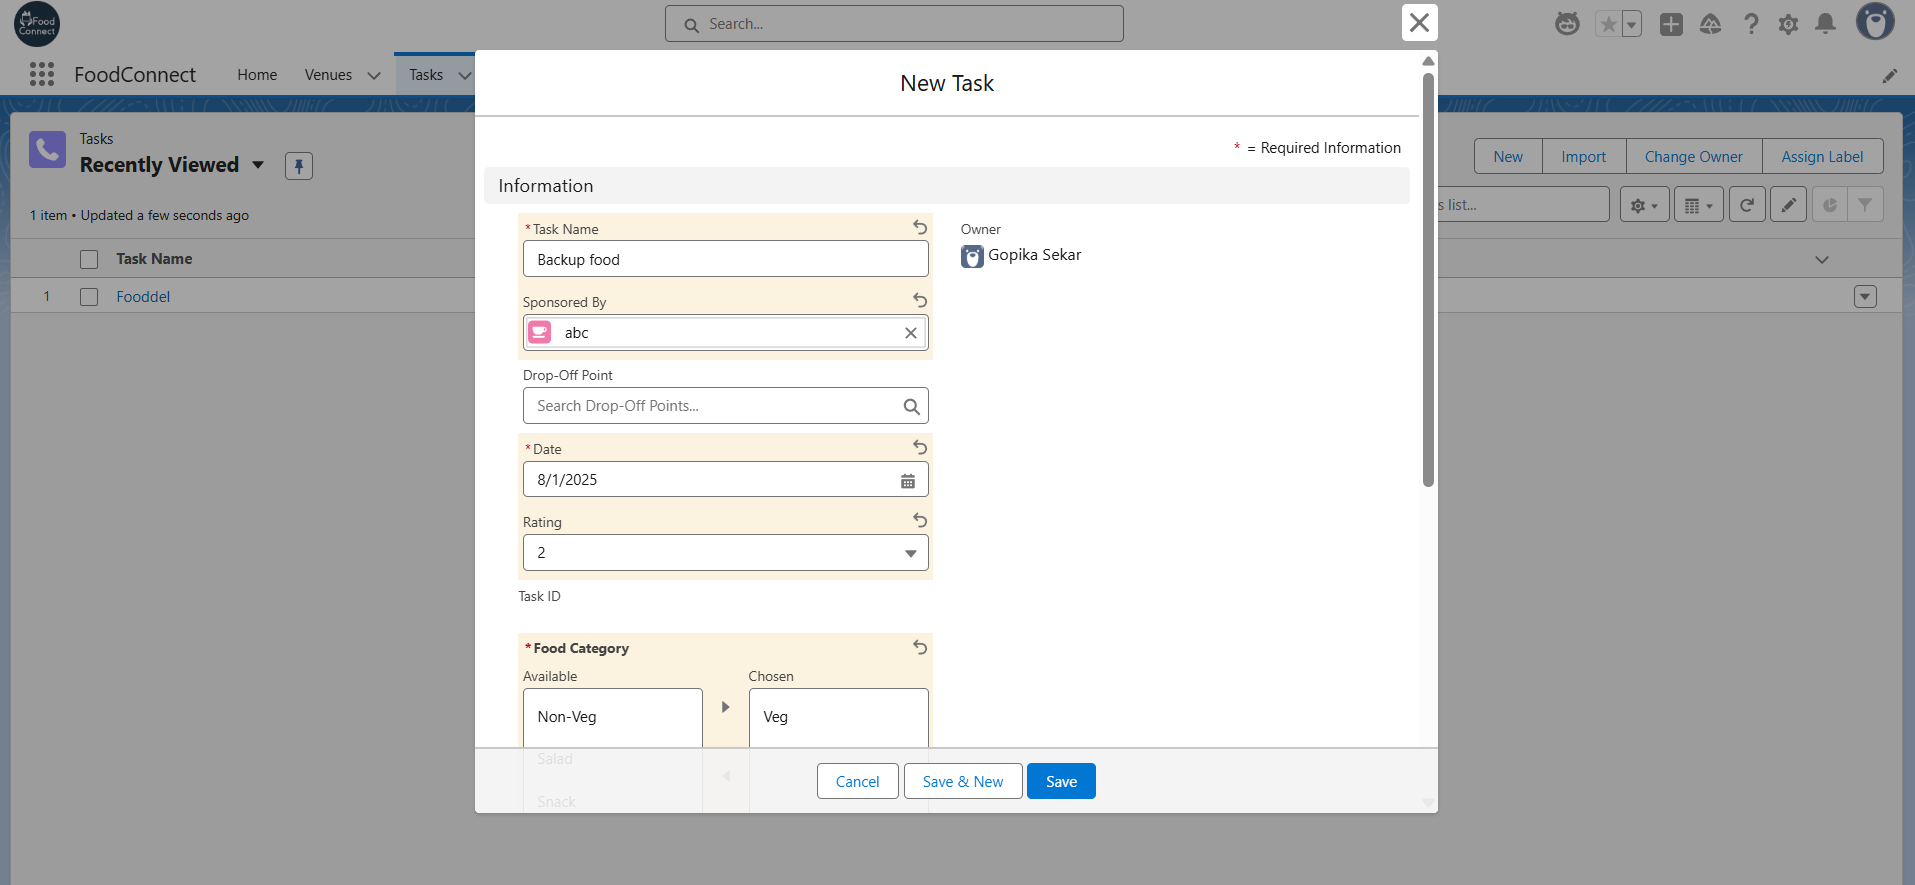 Food
Connect
Search...
FoodConnect
Home
Venues
Tasks
New Task
* = Required Information
Tasks
Recently Viewed
New
Import
Change Owner
Assign Label
1 item • Updated a few seconds ago
s list...
Information
Task Name
1
Fooddel
* Task Name
Backup food
Owner
Gopika Sekar
Sponsored By
abc
Drop-Off Point
Search Drop-Off Points...
* Date
8/1/2025
Rating
2
Task ID
* Food Category
Available
Chosen
Non-Veg
Veg
Salad
Snack
Cancel
Save & New
Save